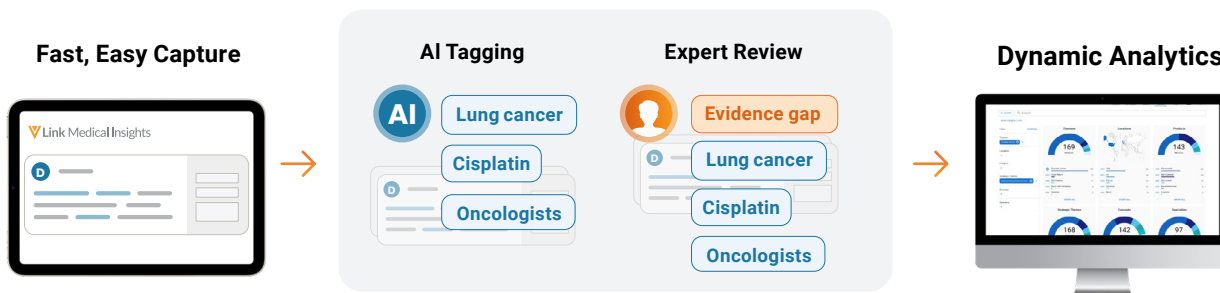 Fast, Easy Capture
Link Medical Insights
D
AI Tagging
AI
Lung cancer
Cisplatin
D
Oncologists
Expert Review
Evidence gap
D
Lung cancer
Cisplatin
Oncologists
Dynamic Analytics
169
143
168
142
97